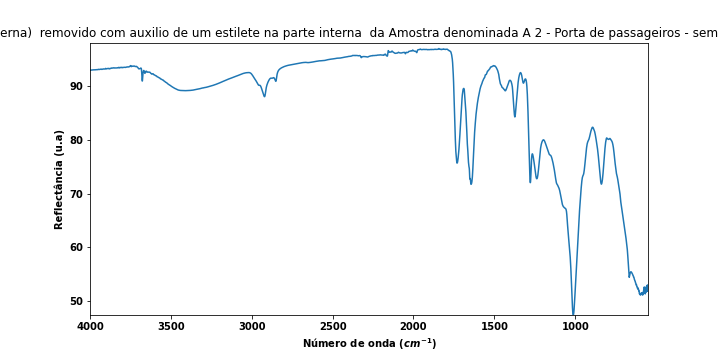 erna) removido com auxilio de um estilete na parte interna da Amostra denominada A 2 - Porta de passageiros - sem
90
80
70
60
50
Reflectância (u.a)
4000 3500 3000 2500 2000 1500 1000
Número de onda (cm⁻¹)